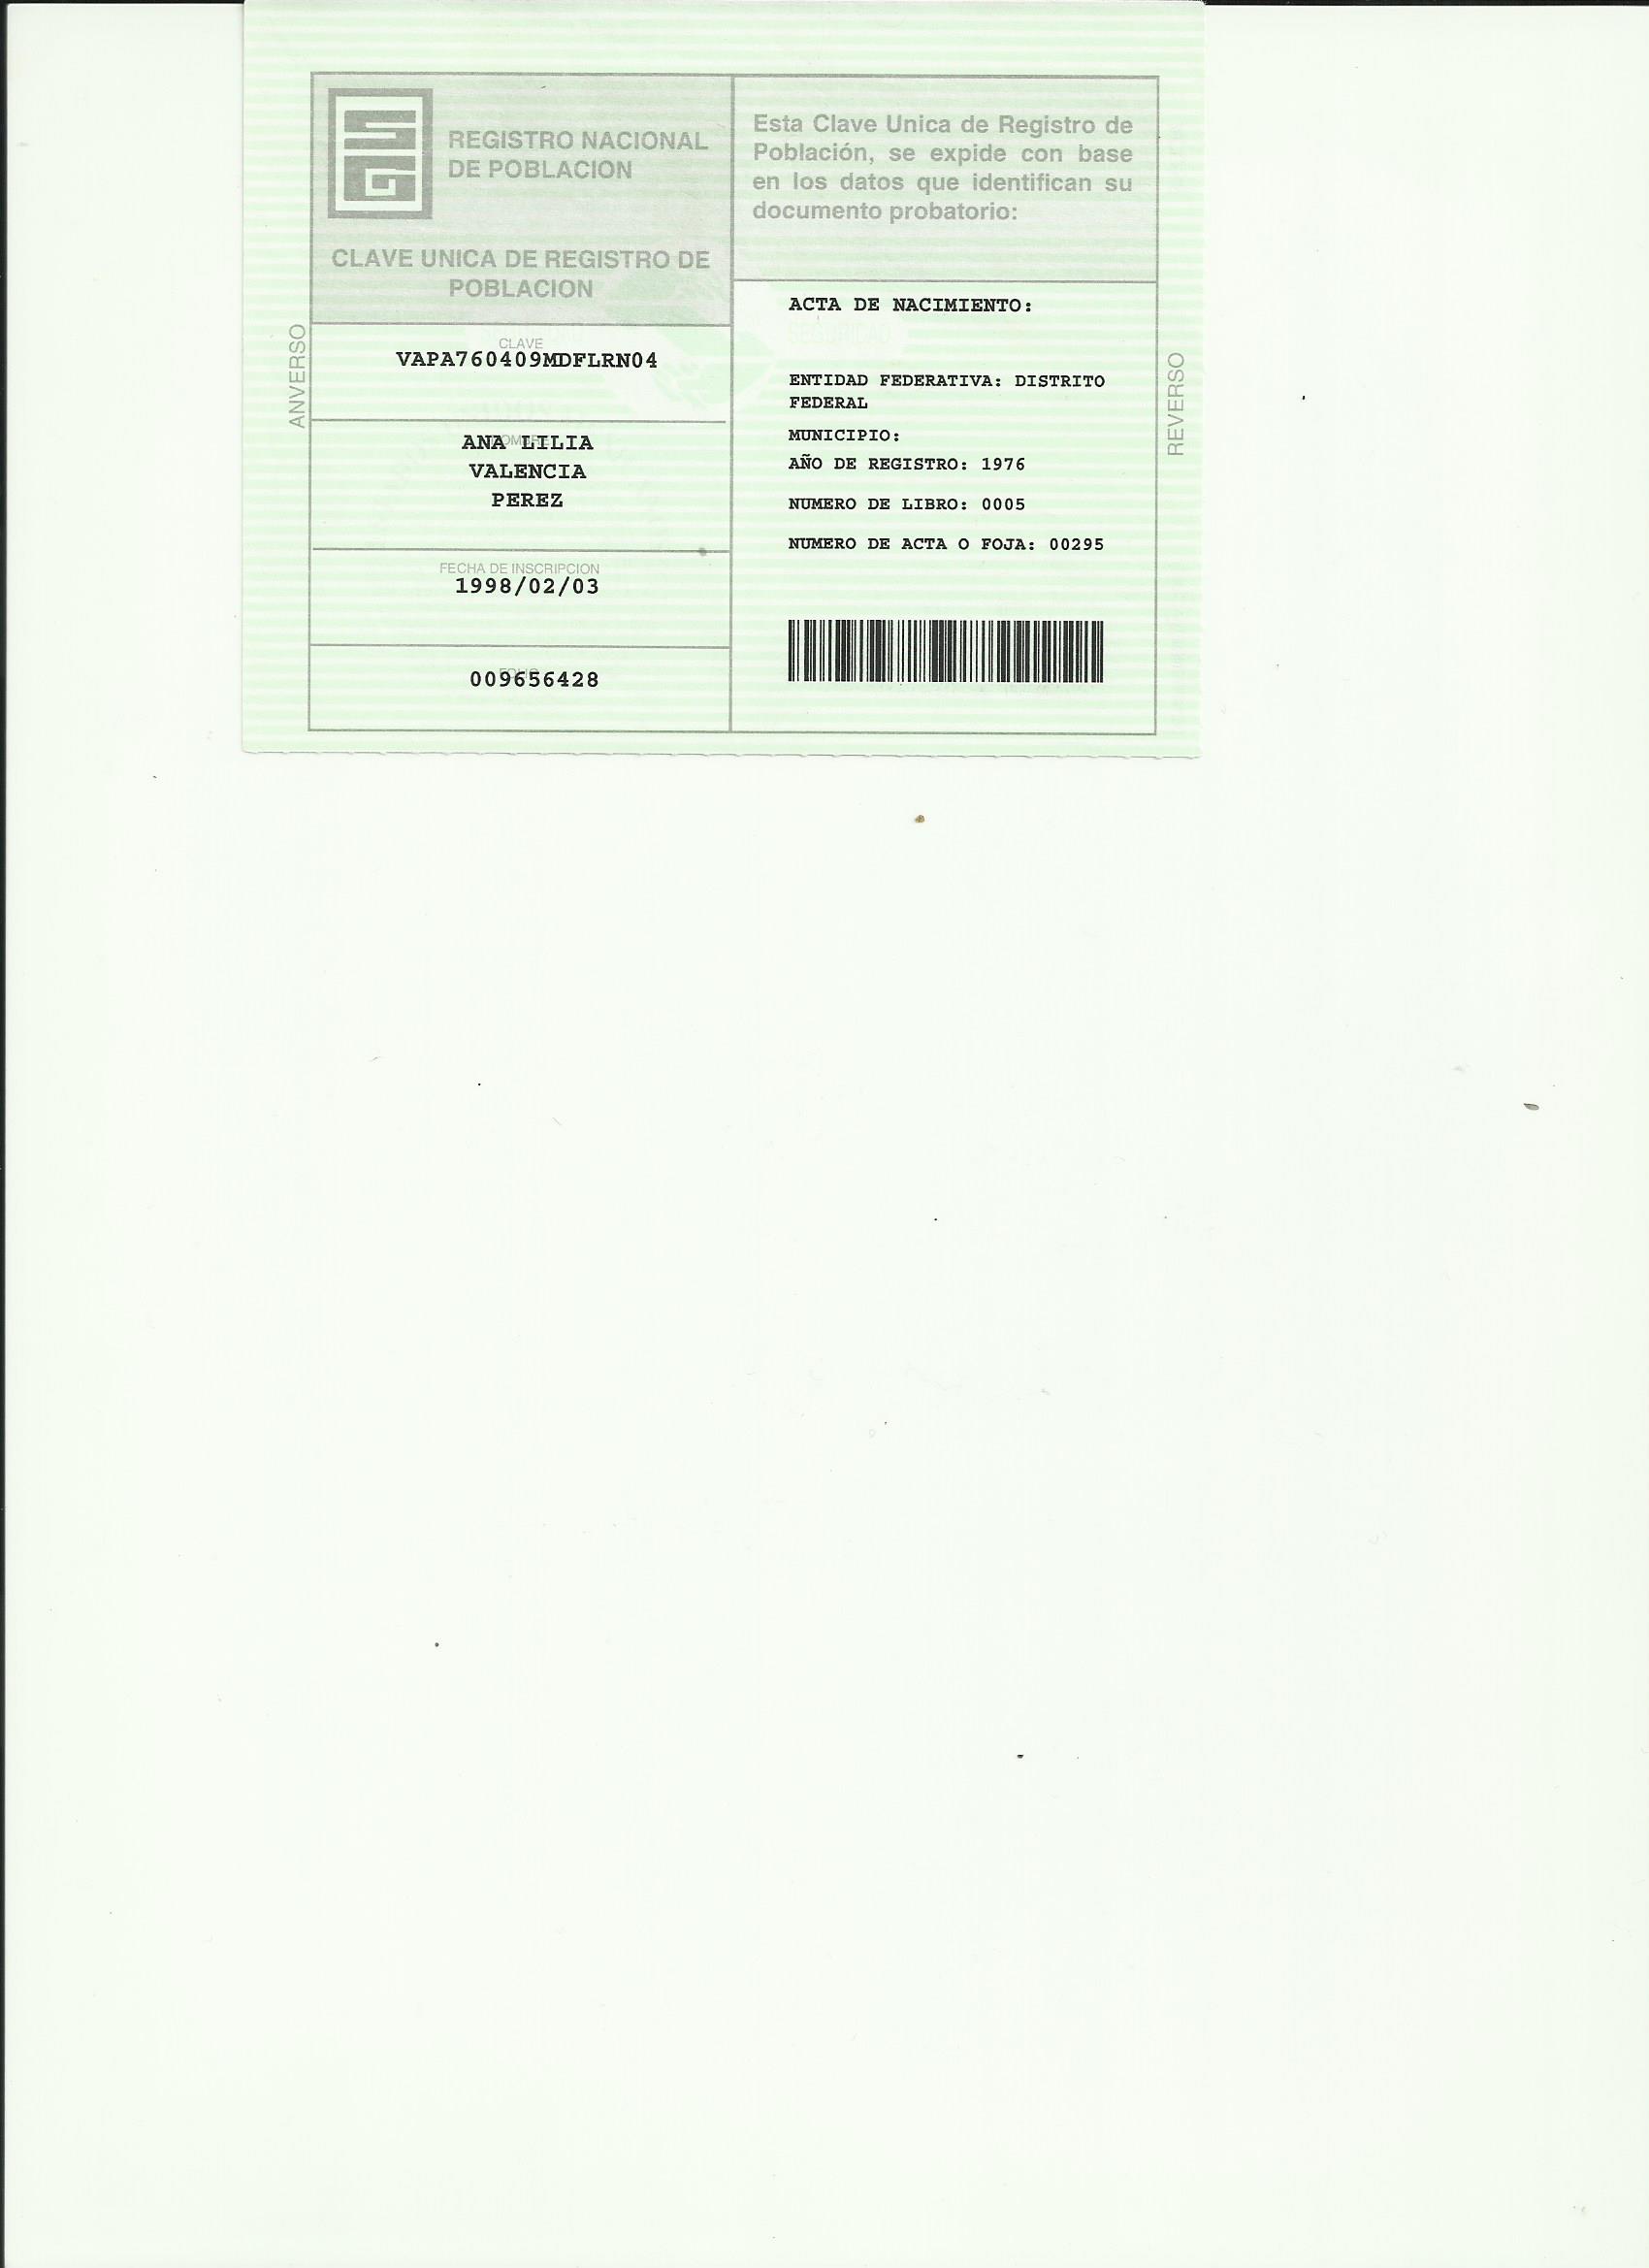 REGISTRO NACIONAL
DE POBLACION
CLAVE UNICA DE REGISTRO DE
POBLACION
ANVERSO
CLAVE
VAPA760409MDFLRN04
ANA LILIA
VALENCIA
PEREZ
FECHA DE INSCRIPCION
1998/02/03
009656428
Esta Clave Unica de Registro de
Población, se expide con base
en los datos que identifican su
documento probatorio:
ACTA DE NACIMIENTO:
ENTIDAD FEDERATIVA: DISTRITO
FEDERAL
MUNICIPIO:
AÑO DE REGISTRO: 1976
NUMERO DE LIBRO: 0005
NUMERO DE ACTA O FOJA: 00295
REVERSO